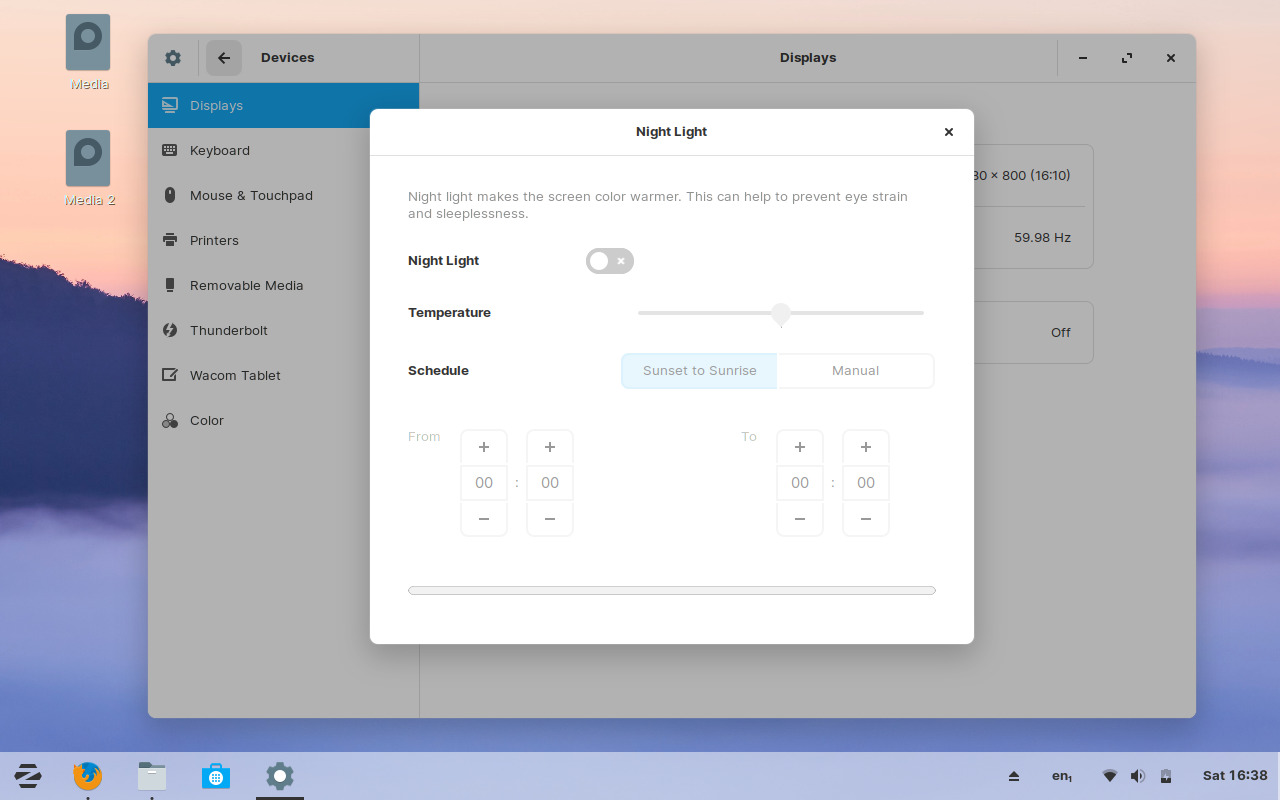 Media
Media 2
Devices
Displays
Displays
Keyboard
Mouse & Touchpad
Printers
Removable Media
Thunderbolt
Wacom Tablet
Color
80 × 800 (16:10)
59.98 Hz
Off
Night Light
Night light makes the screen color warmer. This can help to prevent eye strain
and sleeplessness.
Night Light
Temperature
Schedule
Sunset to Sunrise
Manual
From
00 : 00
To
00 : 00
en₁
Sat 16:38